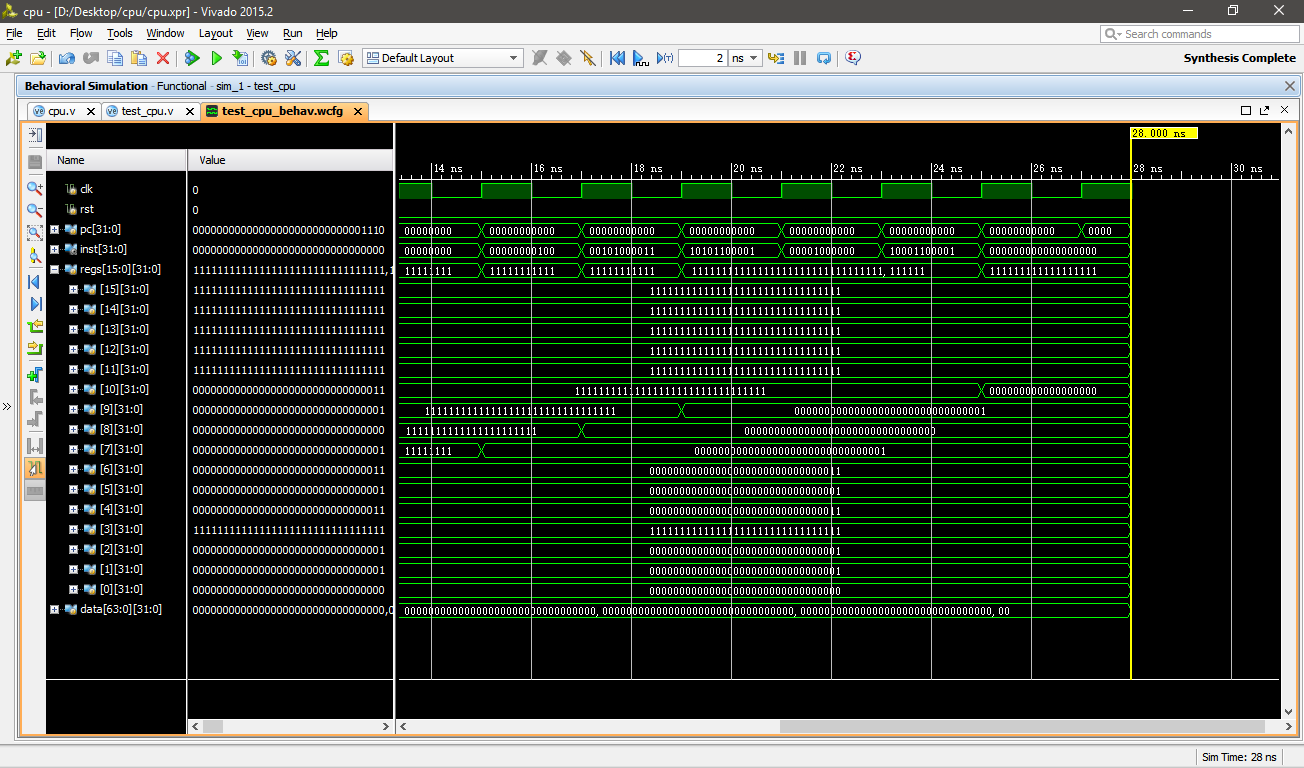 cpu - [D:/Desktop/cpu/cpu.xpr] - Vivado 2015.2
File Edit Flow Tools Window Layout View Run Help
Search commands
Default Layout 2 ns Synthesis Complete
Behavioral Simulation - Functional - sim_1 - test_cpu
cpu.v test_cpu.v test_cpu_behav.wcfg
28.000 ns
Name Value 14 ns 16 ns 18 ns 20 ns 22 ns 24 ns 26 ns 28 ns 30 ns
clk 0
rst 0
pc[31:0] 00000000000000000000000000001110 00000000 00000000000 00000000000 00000000000 00000000000 00000000000 00000000000 0000
inst[31:0] 00000000000000000000000000000000 00000000 00000000100 00101000011 10101101001 00001000000 10001100001 000000000000000000
regs[15:0][31:0] 11111111111111111111111111111111,1 11111111 11111111111 11111111111 11111111111111111111111111111111, 111111 111111111111111111
[15][31:0] 11111111111111111111111111111111 11111111111111111111111111111111
[14][31:0] 11111111111111111111111111111111 11111111111111111111111111111111
[13][31:0] 11111111111111111111111111111111 11111111111111111111111111111111
[12][31:0] 11111111111111111111111111111111 11111111111111111111111111111111
[11][31:0] 11111111111111111111111111111111 11111111111111111111111111111111
[10][31:0] 00000000000000000000000000000011 11111111111111111111111111111111 000000000000000000
[9][31:0] 00000000000000000000000000000001 11111111111111111111111111111111 00000000000000000000000000000001
[8][31:0] 00000000000000000000000000000000 1111111111111111111111 00000000000000000000000000000000
[7][31:0] 00000000000000000000000000000001 11111111 00000000000000000000000000000001
[6][31:0] 00000000000000000000000000000011 00000000000000000000000000000011
[5][31:0] 00000000000000000000000000000001 00000000000000000000000000000001
[4][31:0] 00000000000000000000000000000011 00000000000000000000000000000011
[3][31:0] 11111111111111111111111111111111 11111111111111111111111111111111
[2][31:0] 00000000000000000000000000000001 00000000000000000000000000000001
[1][31:0] 00000000000000000000000000000001 00000000000000000000000000000001
[0][31:0] 00000000000000000000000000000000 00000000000000000000000000000000
data[63:0][31:0] 00000000000000000000000000000000,0 00000000000000000000000000000000, 00000000000000000000000000000000, 00000000000000000000000000000000, 00
Sim Time: 28 ns